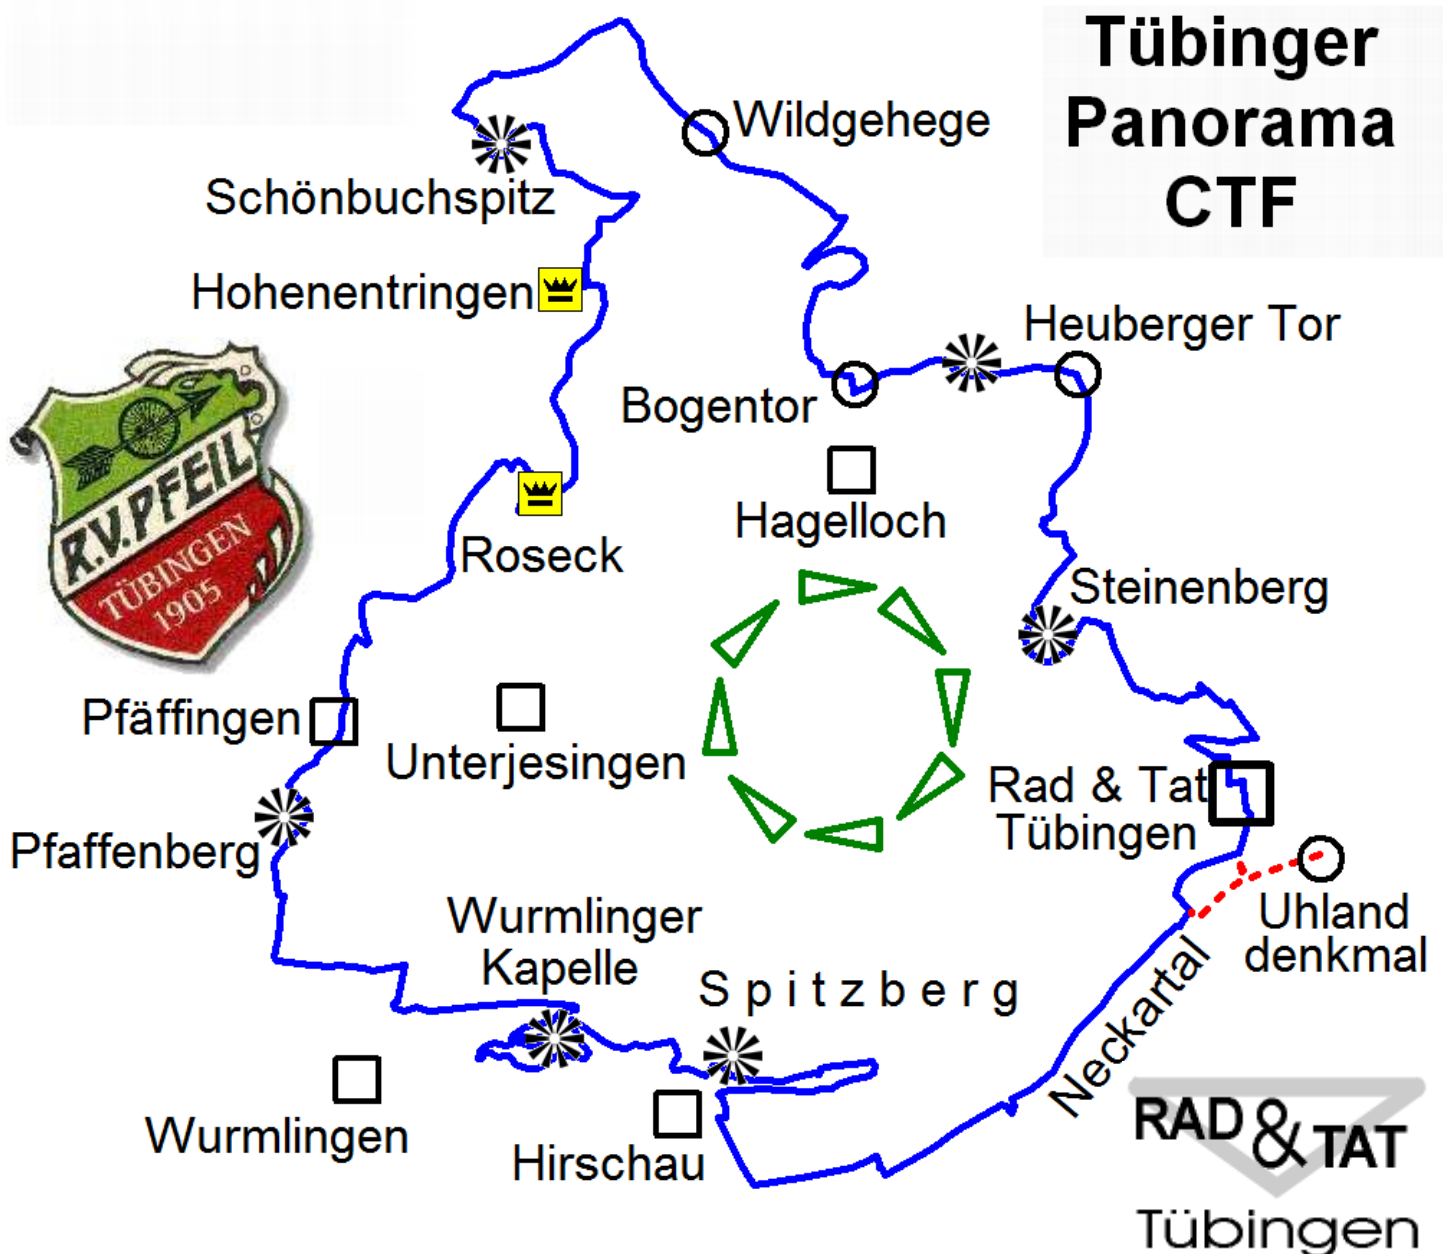 Tübinger
Panorama
CTF
Wildgehege
Schönbuchspitz
Hohenentringen
Heuberger Tor
Bogentor
R.V. PFEIL
TÜBINGEN
1905
Hagelloch
Roseck
Steinenberg
Pfäffingen
Unterjesingen
Rad & Tat
Tübingen
Pfaffenberg
Uhland
denkmal
Wurmlinger
Kapelle
Spitzberg
Neckartal
Wurmlingen
Hirschau
RAD & TAT
Tübingen